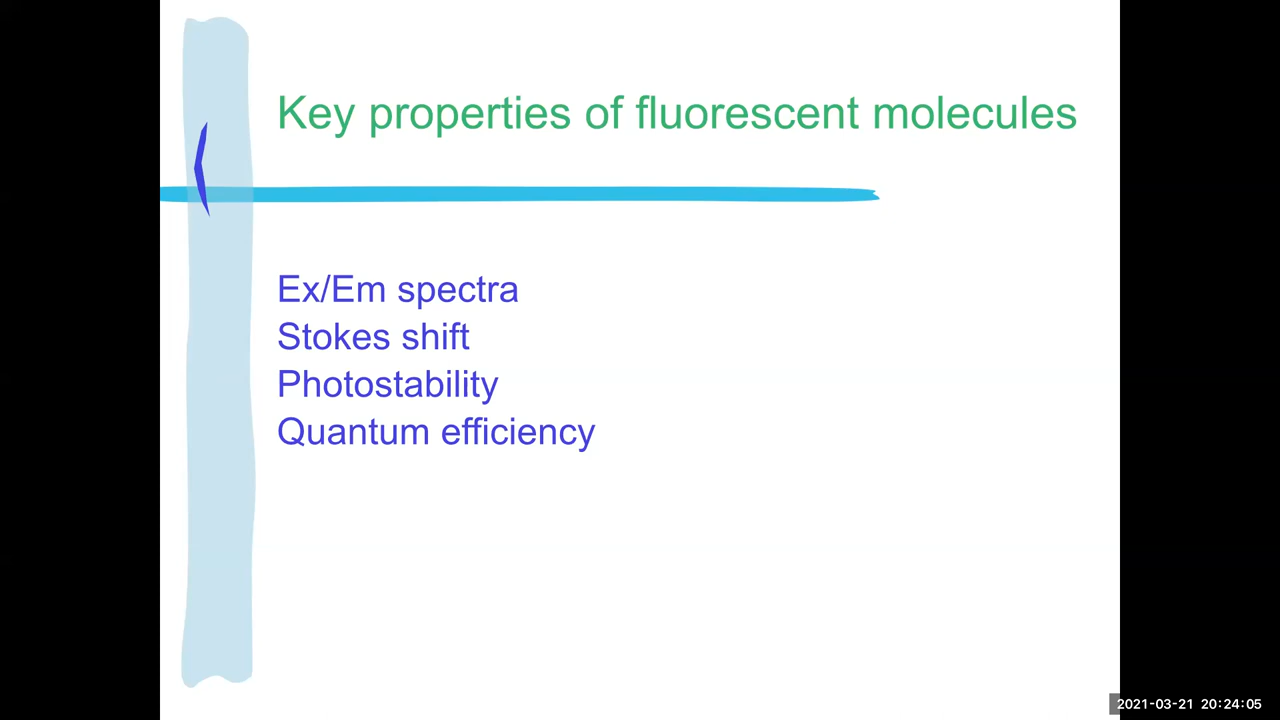 Key properties of fluorescent molecules
Ex/Em spectra
Stokes shift
Photostability
Quantum efficiency
2021-03-21 20:24:05